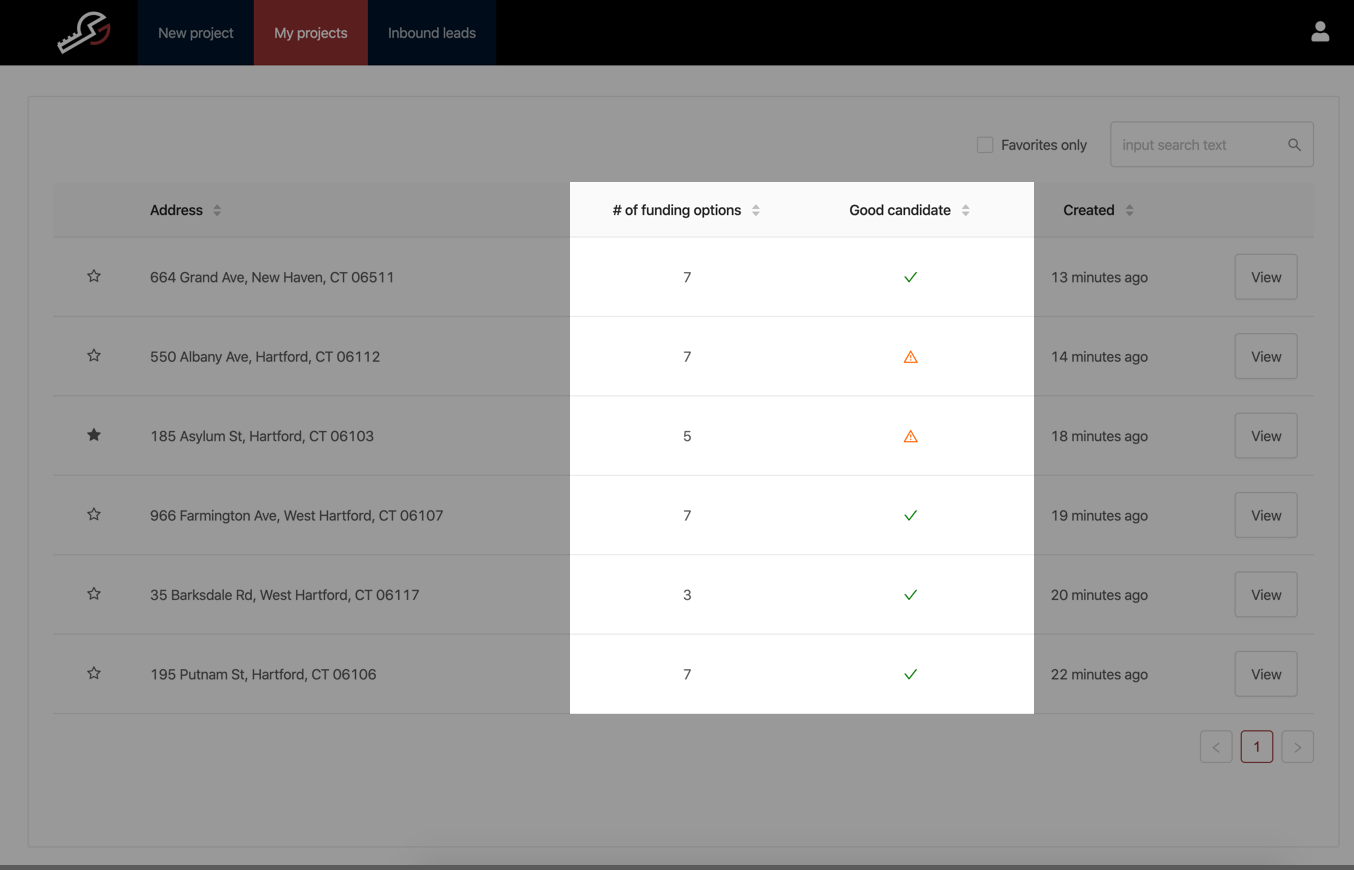 New project My projects Inbound leads
Favorites only input search text
Address # of funding options Good candidate Created
664 Grand Ave, New Haven, CT 06511 7 13 minutes ago View
550 Albany Ave, Hartford, CT 06112 7 14 minutes ago View
185 Asylum St, Hartford, CT 06103 5 18 minutes ago View
966 Farmington Ave, West Hartford, CT 06107 7 19 minutes ago View
35 Barksdale Rd, West Hartford, CT 06117 3 20 minutes ago View
195 Putnam St, Hartford, CT 06106 7 22 minutes ago View
< 1 >